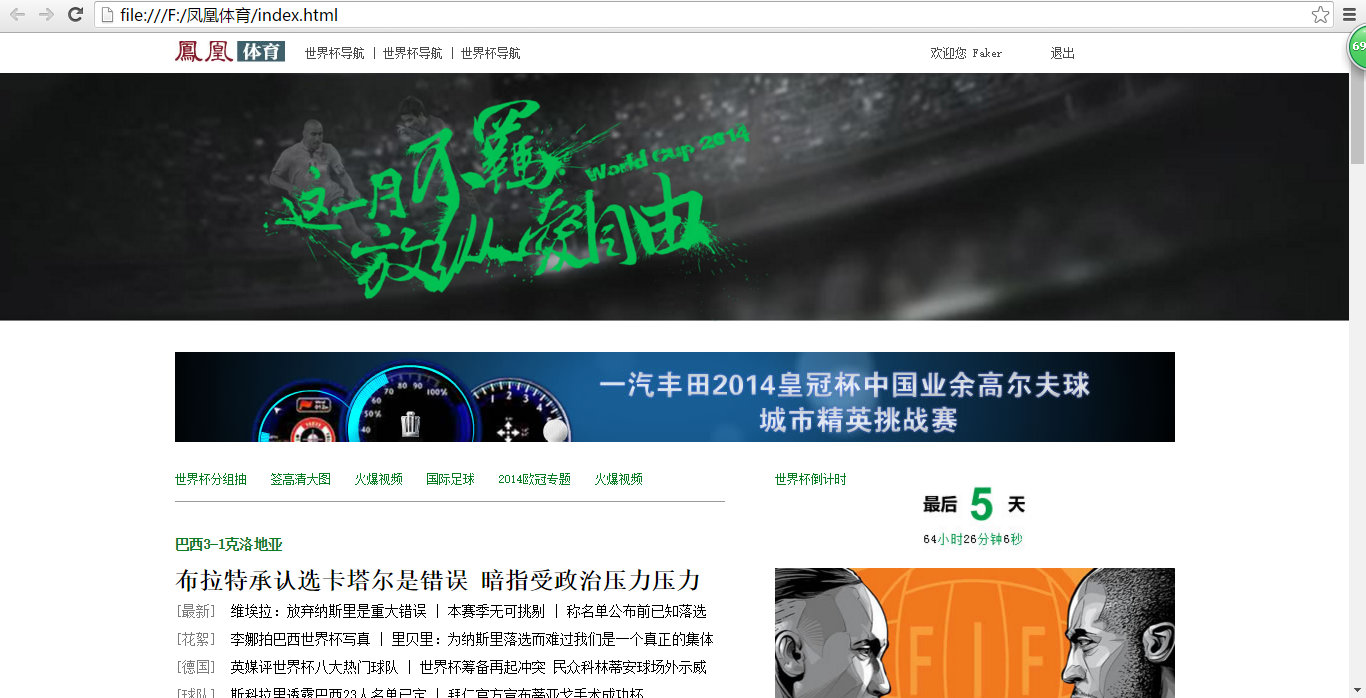 file:///F:/凤凰体育/index.html
69
鳳凰 体育 世界杯导航 | 世界杯导航 | 世界杯导航 欢迎您 Faker 退出
这一月不羈 World Cup 2014
放纵爱自由
一汽丰田2014皇冠杯中国业余高尔夫球
城市精英挑战赛
世界杯分组抽 签高清大图 火爆视频 国际足球 2014欧冠专题 火爆视频 世界杯倒计时
最后 5 天
64小时26分钟6秒
巴西3-1克洛地亚
布拉特承认选卡塔尔是错误 暗指受政治压力压力
[最新] 维埃拉：放弃纳斯里是重大错误 | 本赛季无可挑剔 | 称名单公布前已知落选
[花絮] 李娜拍巴西世界杯写真 | 里贝里：为纳斯里落选而难过我们是一个真正的集体
[德国] 英媒评世界杯八大热门球队 | 世界杯筹备再起冲突 民众科林蒂安球场外示威
[球队] 斯科拉里透露巴西23人名单已定 | 拜仁官方宣布蒂亚戈手术成功杯
FIF